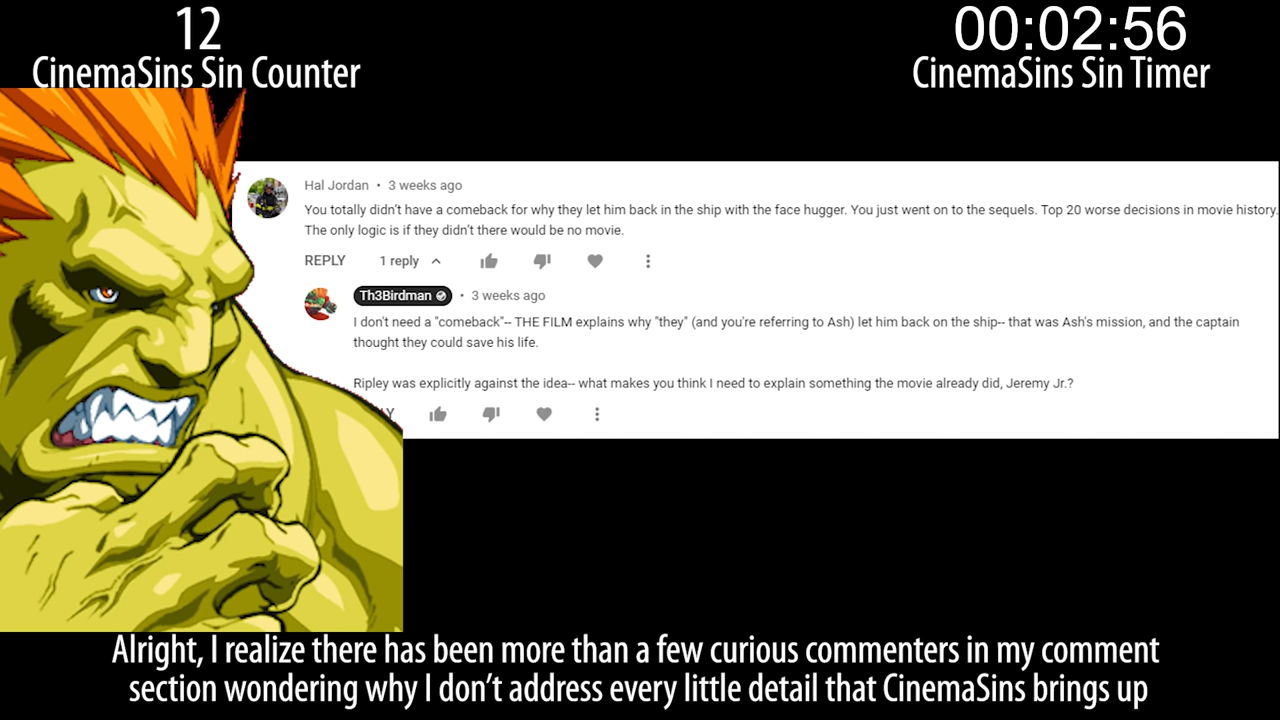 12
CinemaSins Sin Counter
00:02:56
CinemaSins Sin Timer
Hal Jordan • 3 weeks ago
You totally didn't have a comeback for why they let him back in the ship with the face hugger. You just went on to the sequels. Top 20 worse decisions in movie history.
The only logic is if they didn't there would be no movie.
REPLY 1 reply
Th3Birdman • 3 weeks ago
I don't need a "comeback"-- THE FILM explains why "they" (and you're referring to Ash) let him back on the ship-- that was Ash's mission, and the captain
thought they could save his life.
Ripley was explicitly against the idea-- what makes you think I need to explain something the movie already did, Jeremy Jr.?
Alright, I realize there has been more than a few curious commenters in my comment
section wondering why I don't address every little detail that CinemaSins brings up